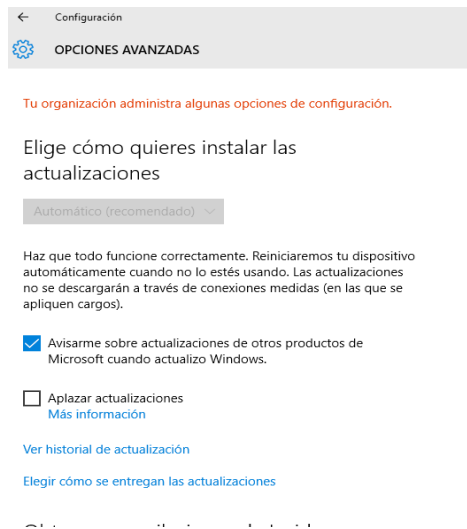 Configuración
OPCIONES AVANZADAS
Tu organización administra algunas opciones de configuración.
Elige cómo quieres instalar las
actualizaciones
Automático (recomendado)
Haz que todo funcione correctamente. Reiniciaremos tu dispositivo
automáticamente cuando no lo estés usando. Las actualizaciones
no se descargarán a través de conexiones medidas (en las que se
apliquen cargos).
Avisarme sobre actualizaciones de otros productos de
Microsoft cuando actualizo Windows.
Aplazar actualizaciones
Más información
Ver historial de actualización
Elegir cómo se entregan las actualizaciones